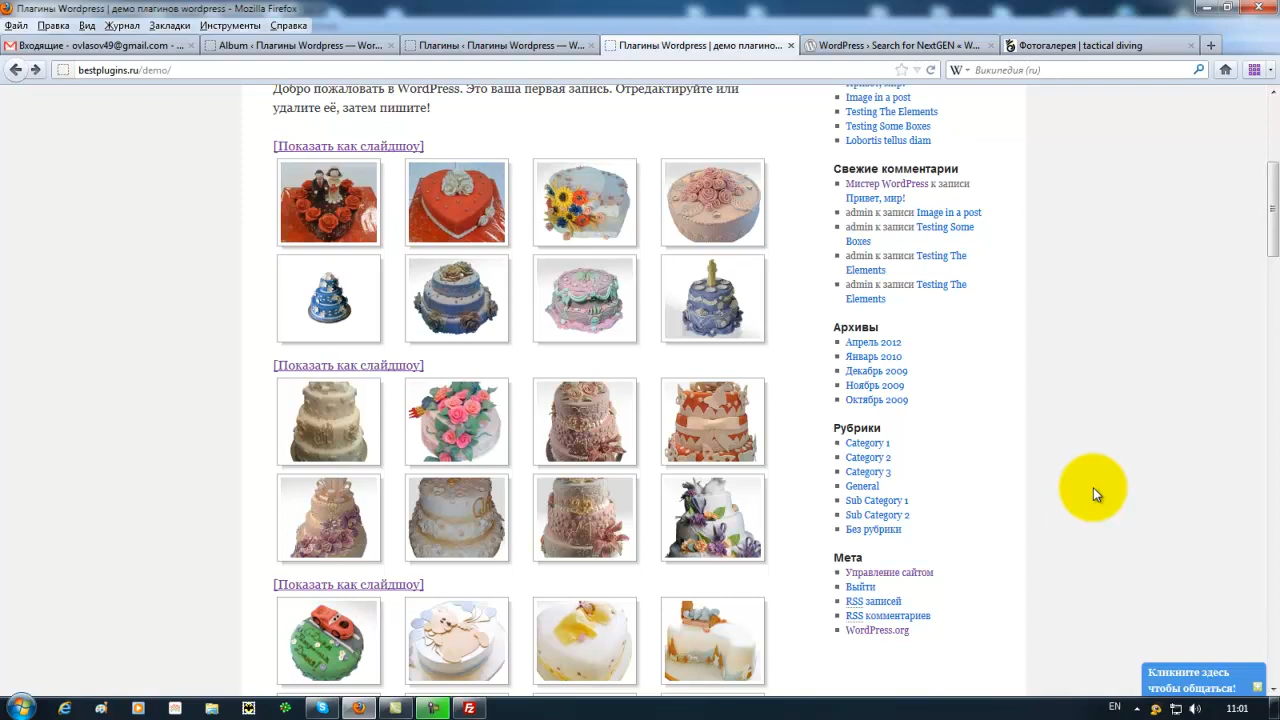 Плагины Wordpress | демо плагинов wordpress - Mozilla Firefox
Файл Правка Вид Журнал Закладки Инструменты Справка
Входящие - ovlasov49@gmail.com - ...
Album ‹ Плагины Wordpress — Wor...
Плагины ‹ Плагины Wordpress — W...
Плагины Wordpress | демо плагино...
WordPress › Search for NextGEN « W...
Фотогалерея | tactical diving
bestplugins.ru/demo/
Википедия (ru)
Добро пожаловать в WordPress. Это ваша первая запись. Отредактируйте или
удалите её, затем пишите!
[Показать как слайдшоу]
[Показать как слайдшоу]
[Показать как слайдшоу]
Привет, мир!
Image in a post
Testing The Elements
Testing Some Boxes
Lobortis tellus diam
Свежие комментарии
Мистер WordPress к записи
Привет, мир!
admin к записи Image in a post
admin к записи Testing Some
Boxes
admin к записи Testing The
Elements
admin к записи Testing The
Elements
Архивы
Апрель 2012
Январь 2010
Декабрь 2009
Ноябрь 2009
Октябрь 2009
Рубрики
Category 1
Category 2
Category 3
General
Sub Category 1
Sub Category 2
Без рубрики
Мета
Управление сайтом
Выйти
RSS записей
RSS комментариев
WordPress.org
Кликните здесь
чтобы общаться!
EN
11:01